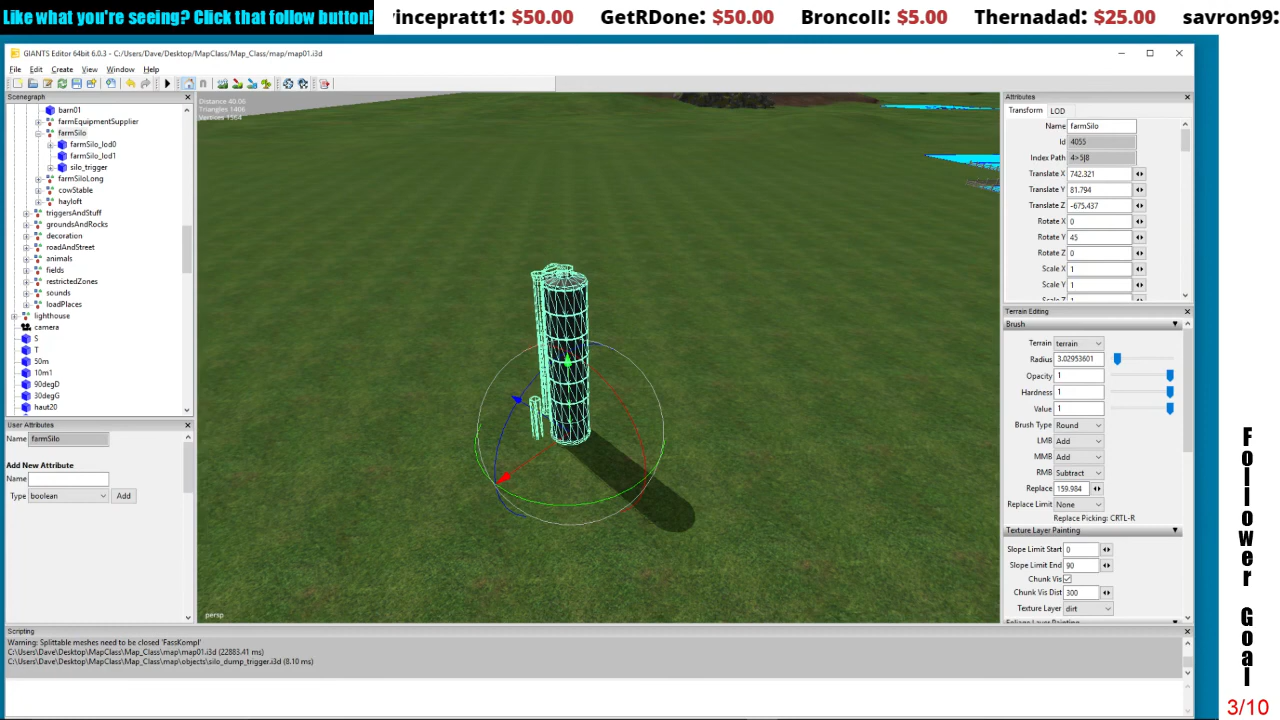 Like what you're seeing? Click that follow button!
vincepratt1: $50.00 GetRDone: $50.00 BroncoII: $5.00 Thernadad: $25.00 savron99:
GIANTS Editor 64bit 6.0.3 - C:/Users/Dave/Desktop/MapClass/Map_Class/map/map01.i3d
File Edit Create View Window Help
Scenegraph
barn01
farmEquipmentSupplier
farmSilo
farmSilo_lod0
farmSilo_lod1
silo_trigger
farmSiloLong
cowStable
hayloft
triggersAndStuff
groundsAndRocks
decoration
roadAndStreet
animals
fields
restrictedZones
sounds
loadPlaces
lighthouse
camera
S
T
50m
10m1
90degD
30degG
haut20
User Attributes
Name farmSilo
Add New Attribute
Name
Type boolean Add
Distance 40.06
Triangles 1406
Vertices 1564
persp
Attributes
Transform LOD
Name farmSilo
Id 4055
Index Path 4>5|8
Translate X 742.321
Translate Y 81.794
Translate Z -675.437
Rotate X 0
Rotate Y 45
Rotate Z 0
Scale X 1
Scale Y 1
Scale Z 1
Terrain Editing
Brush
Terrain terrain
Radius 3.02953601
Opacity 1
Hardness 1
Value 1
Brush Type Round
LMB Add
MMB Add
RMB Subtract
Replace 159.984
Replace Limit None
Replace Picking: CRTL-R
Texture Layer Painting
Slope Limit Start 0
Slope Limit End 90
Chunk Vis
Chunk Vis Dist 300
Texture Layer dirt
Foliage Layer Painting
Scripting
Warning: Splittable meshes need to be closed 'FassKompl'
C:\Users\Dave\Desktop\MapClass\Map_Class\map\map01.i3d (22883.41 ms)
C:\Users\Dave\Desktop\MapClass\Map_Class\map\objects\silo_dump_trigger.i3d (8.10 ms)
Follower Goal
3/10